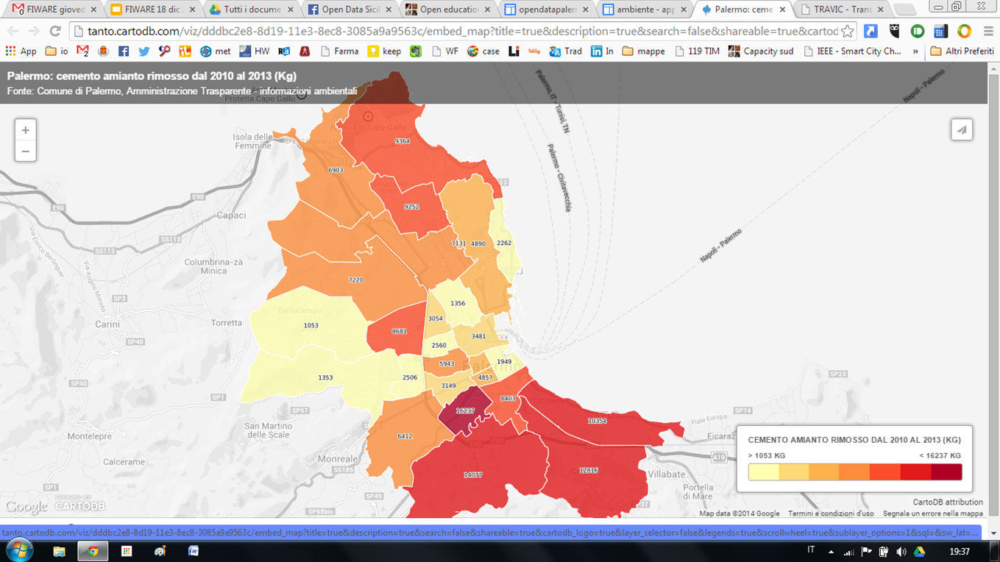 FIWARE gioved
FIWARE 18 dic
Tutti i docume
Open Data Sicil
Open education
opendatapaler
ambiente - app
Palermo: ceme
TRAVIC - Trans
tanto.cartodb.com/viz/dddbc2e8-8d19-11e3-8ec8-3085a9a9563c/embed_map?title=true&description=true&search=false&shareable=true&cartod
App
io
met
HW
Farma
keep
WF
case
Li
billy
Trad
In
mappe
119 TIM
Capacity sud
IEEE - Smart City Ch...
»
Altri Preferiti
Palermo: cemento amianto rimosso dal 2010 al 2013 (Kg)
Fonte: Comune di Palermo, Amministrazione Trasparente - informazioni ambientali
Protetta Capo Gallo
Riserva di capo Gallo
+
−
Palermo, IT - Tunisi, TN
Napoli - Palermo
Isola delle
Femmine
9364
6903
Palermo - Civitavecchia
E90
E90
Capaci
9252
SS113
SS113
7131
4890
2262
Napoli - Palermo
Columbrina-zà
Minica
7220
SP3
1356
Bellolampo
Carini
Torretta
1053
3054
8681
3481
SP40
2560
5943
Palermo
1949
1353
2506
4857
SP23
SP40
3149
SP1
SP57
16237
8403
SP74
10354
Viale Europa
San Martino
delle Scale
Montelepre
6412
Ficaraz
Calcerame
Monreale
SS186
A19
Villabate
14077
12816
SP1
SP49
Portella
di Mare
SP68bis
CEMENTO AMIANTO RIMOSSO DAL 2010 AL 2013 (KG)
> 1053 KG
< 16237 KG
Google
POWERED BY
CARTODB
CartoDB attribution
Map data ©2014 Google
Termini e condizioni d'uso
Segnala un errore nella mappa
tanto.cartodb.com/viz/dddbc2e8-8d19-11e3-8ec8-3085a9a9563c/embed_map?title=true&description=true&search=false&shareable=true&cartodb_logo=true&layer_selector=false&legends=true&scrollwheel=true&sublayer_options=1&sql=&sw_lat=...
IT
19:37